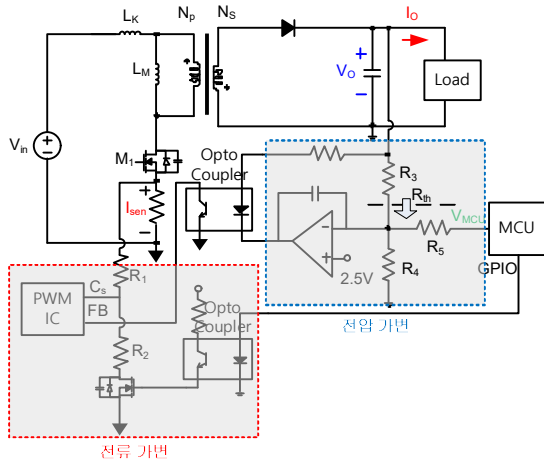 L_K
N_p
N_S
I_O
L_M
V_O
Load
V_in
M_1
Opto
Coupler
I_sen
R_3
R_th
V_MCU
MCU
R_5
2.5V
R_4
GPIO
R_1
PWM
IC
C_s
FB
Opto
Coupler
R_2
전압 가변
전류 가변